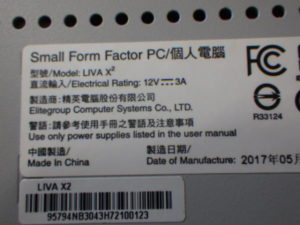 Small Form Factor PC/個人電腦
型號/Model: LIVA X²
直流輸入/Electrical Rating: 12V⎓3A
製造商：精英電腦股份有限公司
Elitegroup Computer Systems Co., LTD.
警語：請參考使用手冊之警語及注意事項
Use only power supplies listed in the user manual
中國製造/
Made In China
製造日期/
Date of Manufacture: 2017年05
FC
R33124
LIVA X2
95794NB3043H72100123